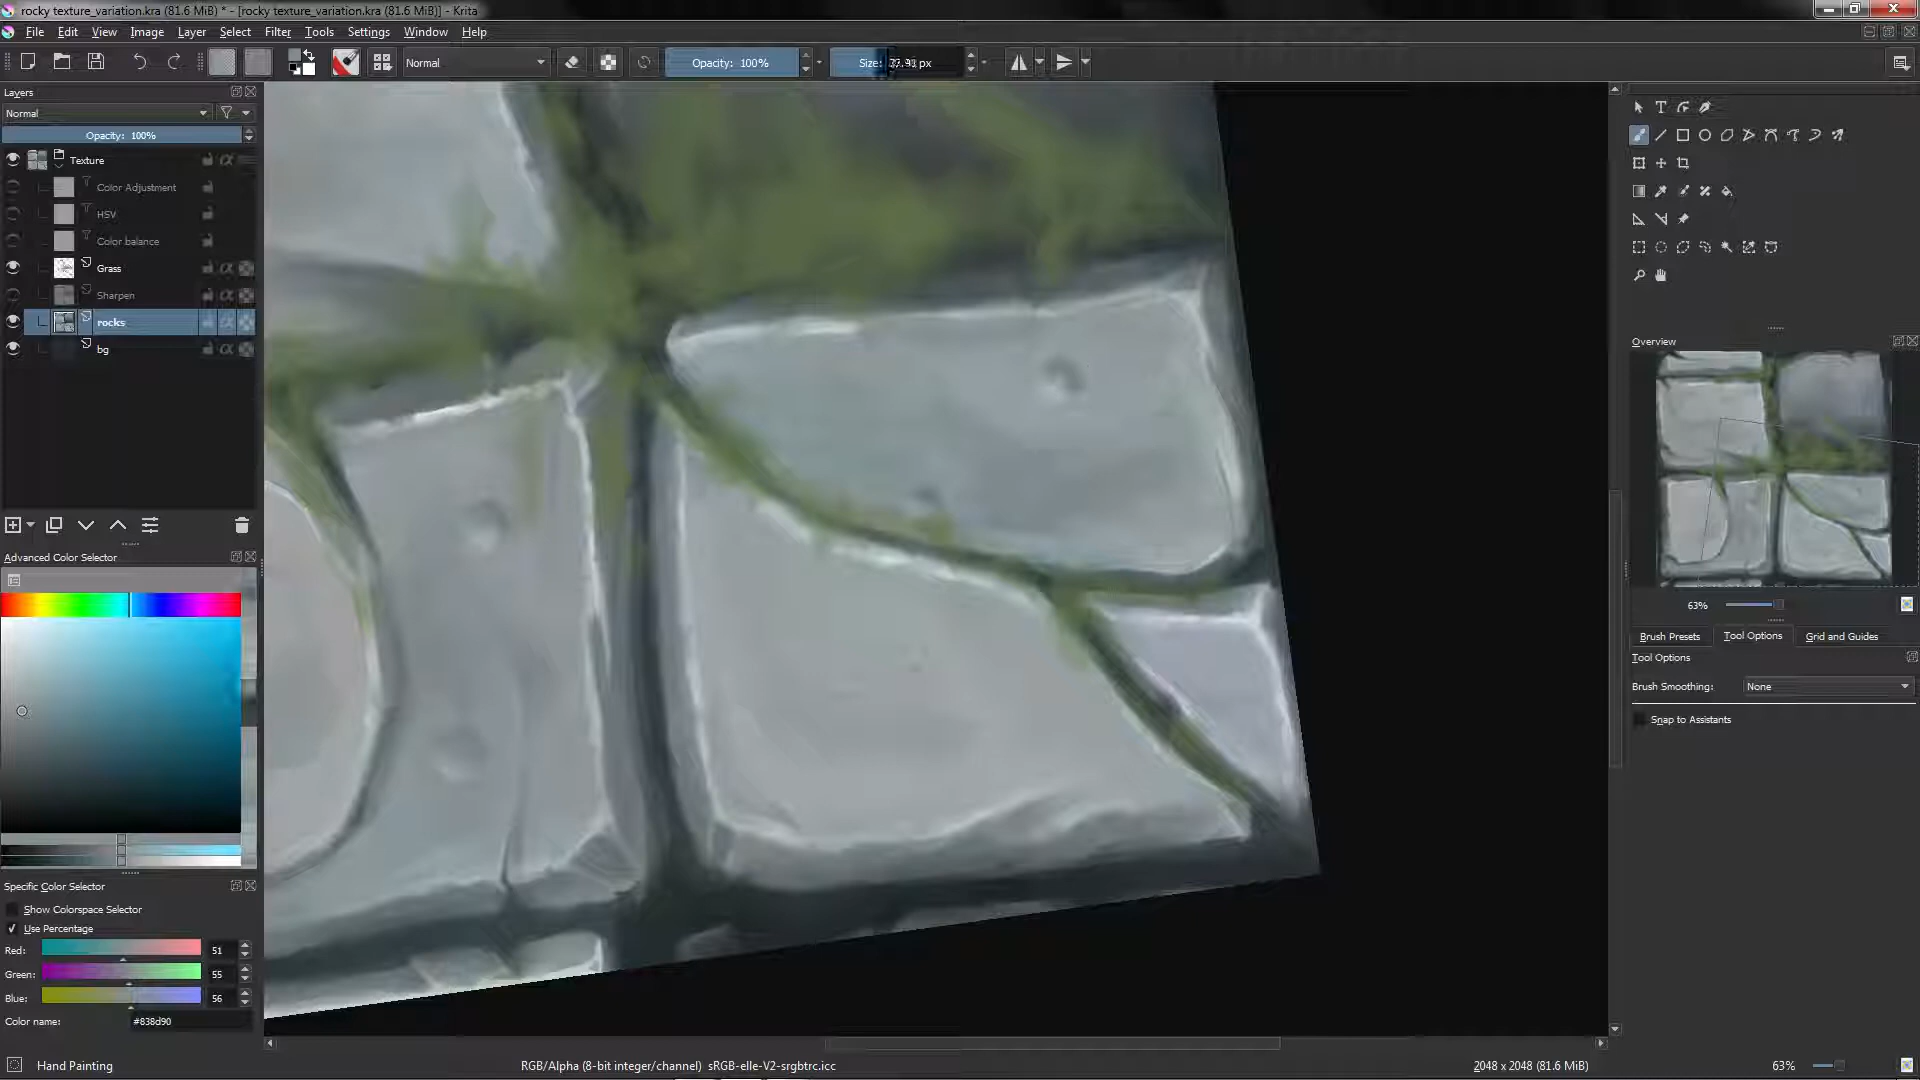 rocky texture_variation.kra (81.6 MiB) * - [rocky texture_variation.kra (81.6 MiB)] - Krita
File Edit View Image Layer Select Filter Tools Settings Window Help
Normal
Opacity: 100%
Size: px
Layers
Normal
Opacity: 100%
Texture
Color Adjustment
HSV
Color balance
Grass
Sharpen
rocks
bg
Advanced Color Selector
Specific Color Selector
Show Colorspace Selector
Use Percentage
Red: 51
Green: 55
Blue: 56
Color name: #838d90
Overview
63%
Brush Presets Tool Options Grid and Guides
Tool Options
Brush Smoothing: None
Snap to Assistants
Hand Painting
RGB/Alpha (8-bit integer/channel) sRGB-elle-V2-srgbtrc.icc
2048 x 2048 (81.6 MiB)
63%